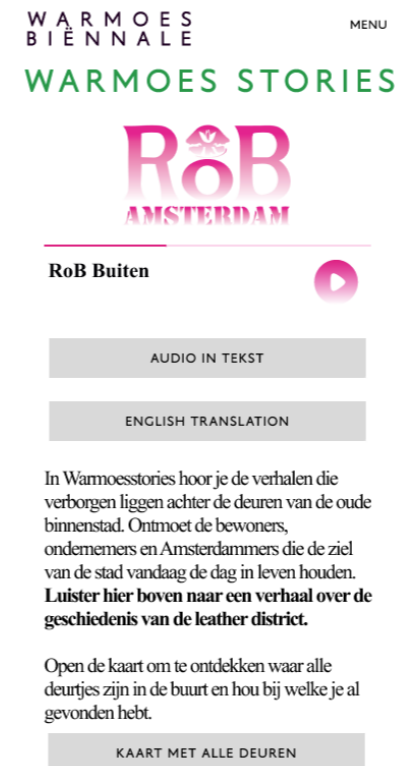 WARMOES
BIËNNALE
MENU
WARMOES STORIES
RoB
AMSTERDAM
RoB Buiten
AUDIO IN TEKST
ENGLISH TRANSLATION
In Warmoesstories hoor je de verhalen die
verborgen liggen achter de deuren van de oude
binnenstad. Ontmoet de bewoners,
ondernemers en Amsterdammers die de ziel
van de stad vandaag de dag in leven houden.
Luister hier boven naar een verhaal over de
geschiedenis van de leather district.
Open de kaart om te ontdekken waar alle
deurtjes zijn in de buurt en hou bij welke je al
gevonden hebt.
KAART MET ALLE DEUREN